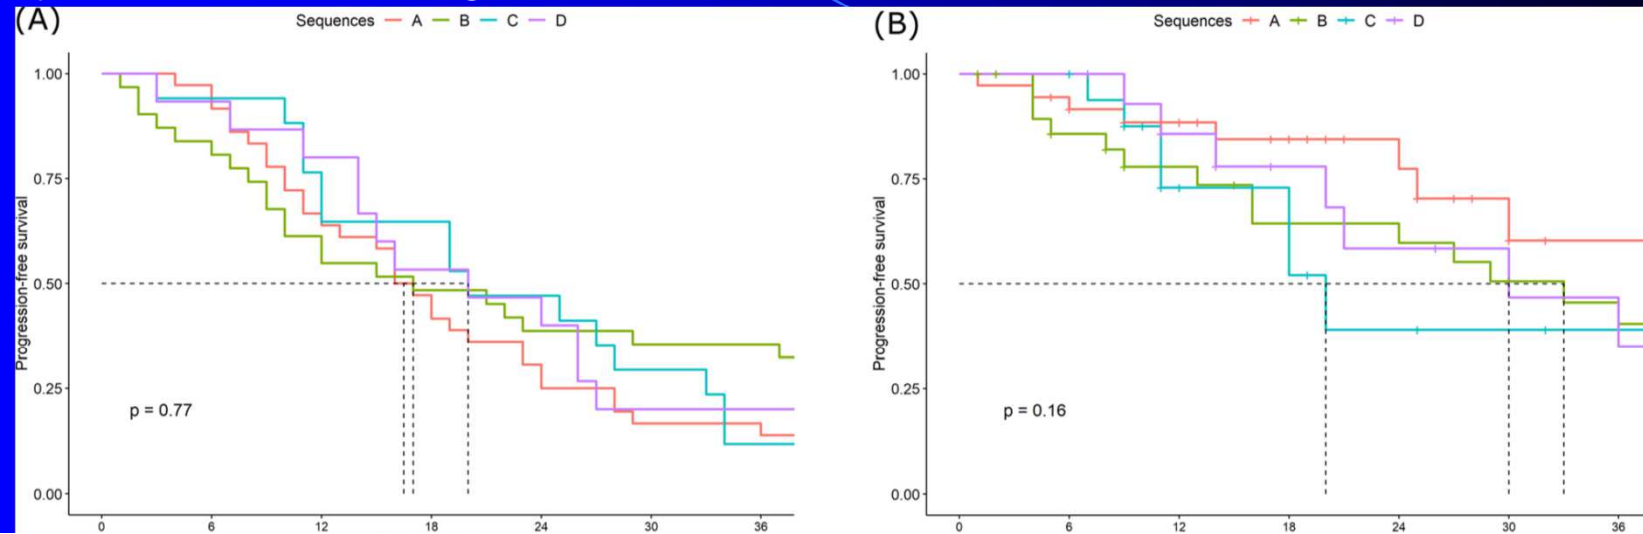 (A)
Sequences A B C D
Progression-free survival
1.00
0.75
0.50
0.25
0.00
p = 0.77
0 6 12 18 24 30 36
(B)
Sequences A B C D
Progression-free survival
1.00
0.75
0.50
0.25
0.00
p = 0.16
0 6 12 18 24 30 36